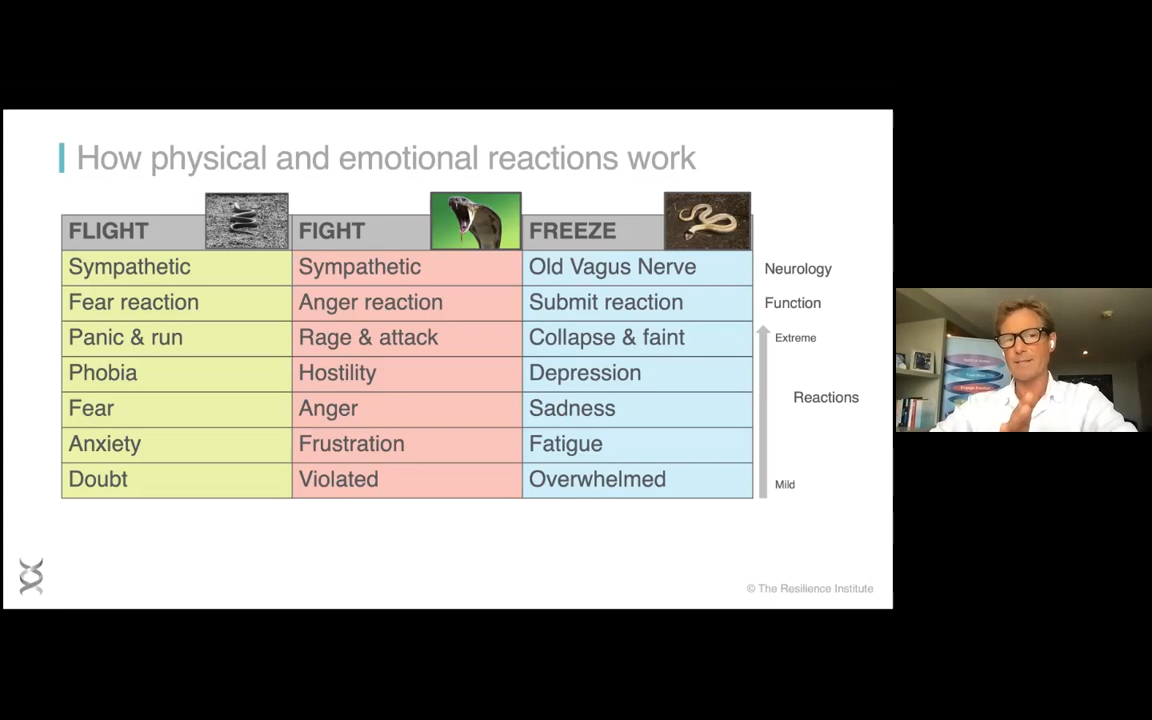 How physical and emotional reactions work
FLIGHT FIGHT FREEZE
Sympathetic Sympathetic Old Vagus Nerve Neurology
Fear reaction Anger reaction Submit reaction Function
Panic & run Rage & attack Collapse & faint Extreme
Phobia Hostility Depression
Reactions
Fear Anger Sadness
Anxiety Frustration Fatigue
Doubt Violated Overwhelmed Mild
© The Resilience Institute